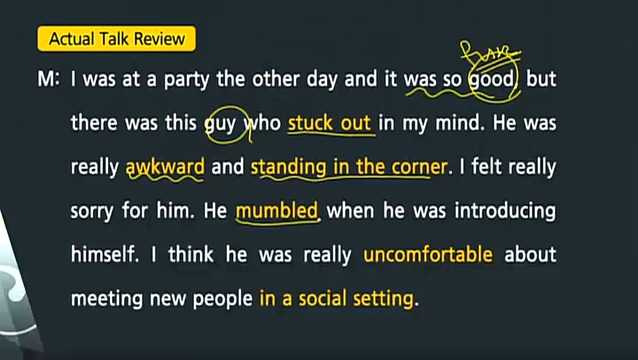 Actual Talk Review
M: I was at a party the other day and it was so good, but
there was this guy who stuck out in my mind. He was
really awkward and standing in the corner. I felt really
sorry for him. He mumbled when he was introducing
himself. I think he was really uncomfortable about
meeting new people in a social setting.